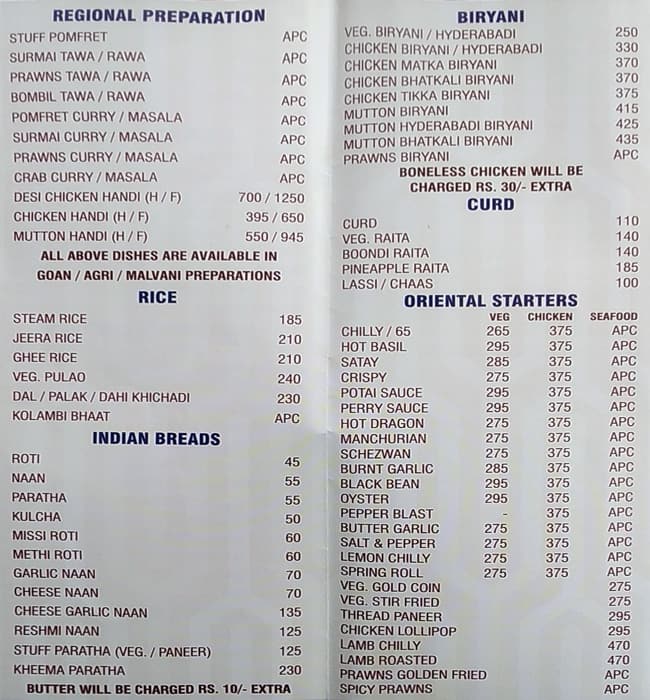 REGIONAL PREPARATION
STUFF POMFRET APC
SURMAI TAWA / RAWA APC
PRAWNS TAWA / RAWA APC
BOMBIL TAWA / RAWA APC
POMFRET CURRY / MASALA APC
SURMAI CURRY / MASALA APC
PRAWNS CURRY / MASALA APC
CRAB CURRY / MASALA APC
DESI CHICKEN HANDI (H / F) 700 / 1250
CHICKEN HANDI (H / F) 395 / 650
MUTTON HANDI (H / F) 550 / 945
ALL ABOVE DISHES ARE AVAILABLE IN
GOAN / AGRI / MALVANI PREPARATIONS
RICE
STEAM RICE 185
JEERA RICE 210
GHEE RICE 210
VEG. PULAO 240
DAL / PALAK / DAHI KHICHADI 230
KOLAMBI BHAAT APC
INDIAN BREADS
ROTI 45
NAAN 55
PARATHA 55
KULCHA 50
MISSI ROTI 60
METHI ROTI 60
GARLIC NAAN 70
CHEESE NAAN 70
CHEESE GARLIC NAAN 135
RESHMI NAAN 125
STUFF PARATHA (VEG. / PANEER) 125
KHEEMA PARATHA 230
BUTTER WILL BE CHARGED RS. 10/- EXTRA
BIRYANI
VEG. BIRYANI / HYDERABADI 250
CHICKEN BIRYANI / HYDERABADI 330
CHICKEN MATKA BIRYANI 370
CHICKEN BHATKALI BIRYANI 370
CHICKEN TIKKA BIRYANI 375
MUTTON BIRYANI 415
MUTTON HYDERABADI BIRYANI 425
MUTTON BHATKALI BIRYANI 435
PRAWNS BIRYANI APC
BONELESS CHICKEN WILL BE
CHARGED RS. 30/- EXTRA
CURD
CURD 110
VEG. RAITA 140
BOONDI RAITA 140
PINEAPPLE RAITA 185
LASSI / CHAAS 100
ORIENTAL STARTERS
VEG CHICKEN SEAFOOD
CHILLY / 65 265 375 APC
HOT BASIL 295 375 APC
SATAY 285 375 APC
CRISPY 275 375 APC
POTAI SAUCE 295 375 APC
PERRY SAUCE 295 375 APC
HOT DRAGON 275 375 APC
MANCHURIAN 275 375 APC
SCHEZWAN 275 375 APC
BURNT GARLIC 285 375 APC
BLACK BEAN 295 375 APC
OYSTER 295 375 APC
PEPPER BLAST - 375 APC
BUTTER GARLIC 275 375 APC
SALT & PEPPER 275 375 APC
LEMON CHILLY 275 375 APC
SPRING ROLL 275 375 APC
VEG. GOLD COIN 275
VEG. STIR FRIED 275
THREAD PANEER 295
CHICKEN LOLLIPOP 295
LAMB CHILLY 470
LAMB ROASTED 470
PRAWNS GOLDEN FRIED APC
SPICY PRAWNS APC